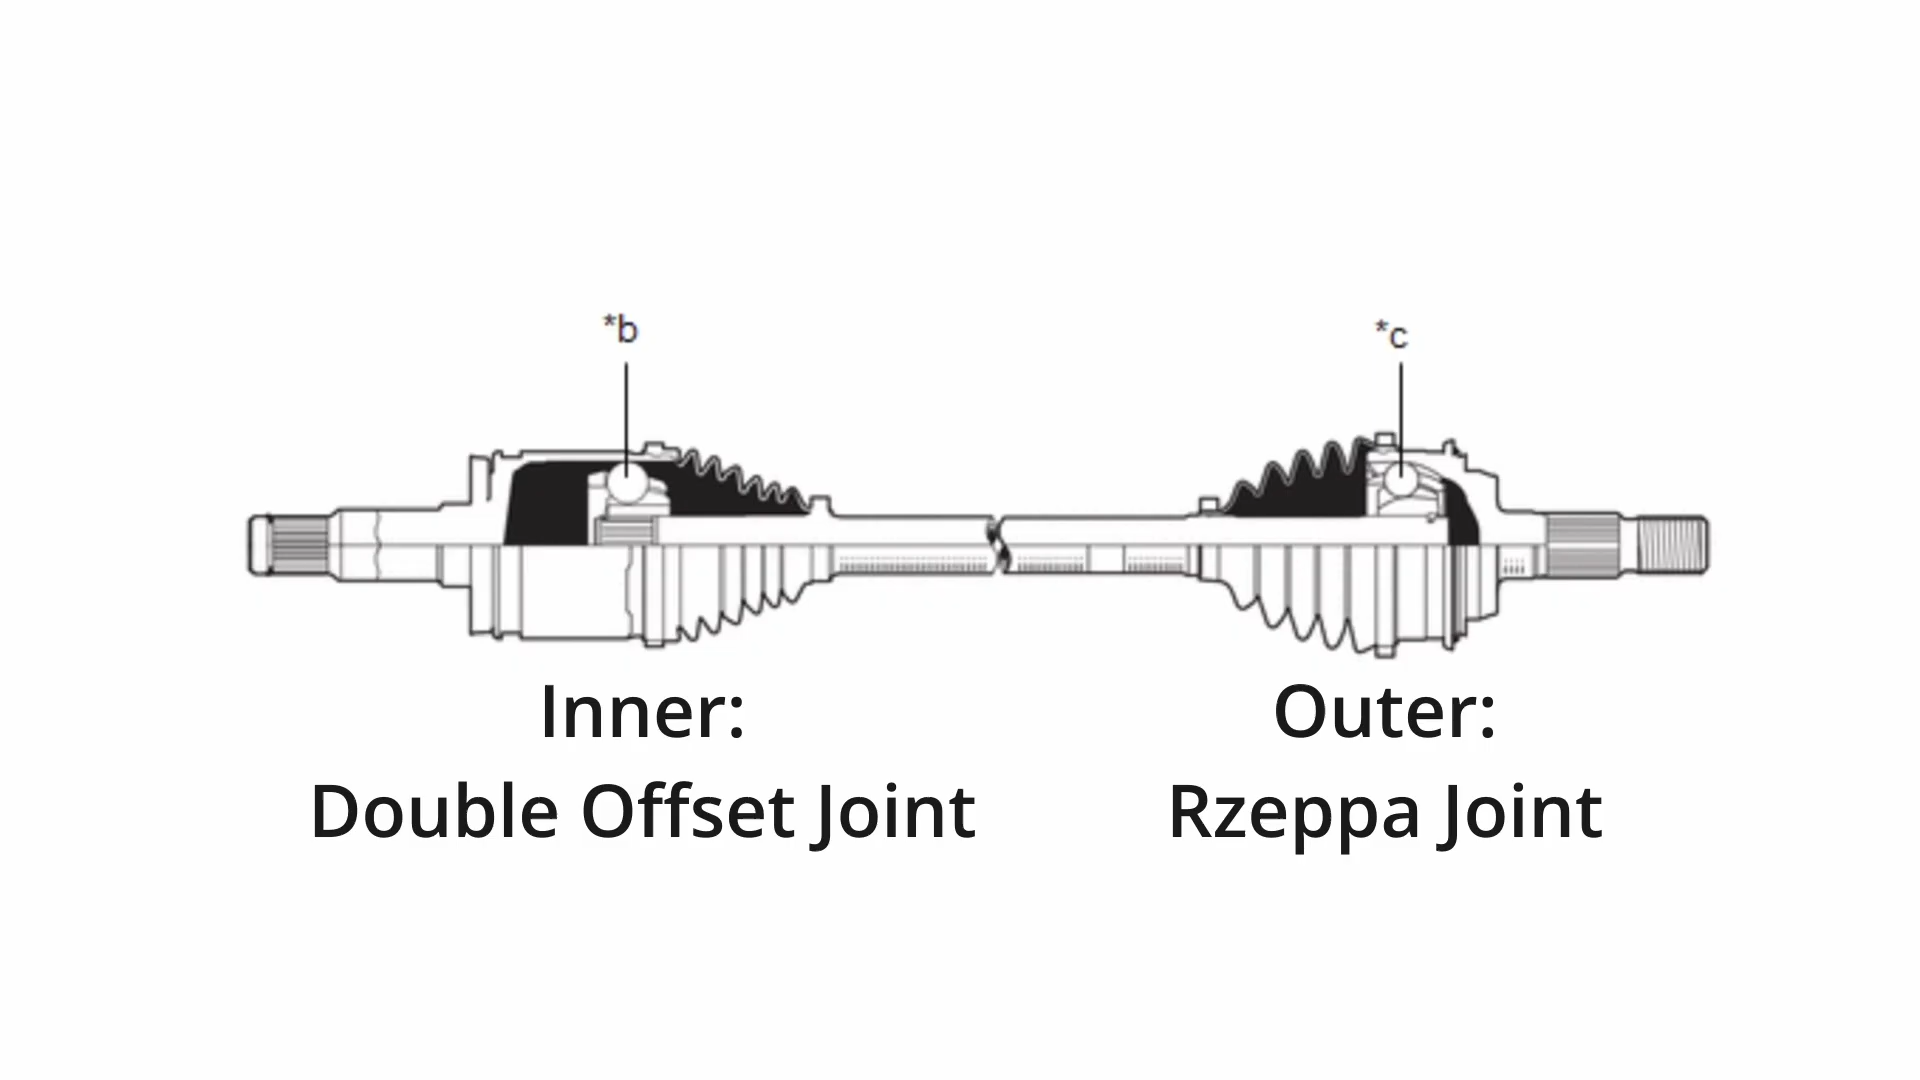 *b
*c
Inner:
Double Offset Joint
Outer:
Rzeppa Joint